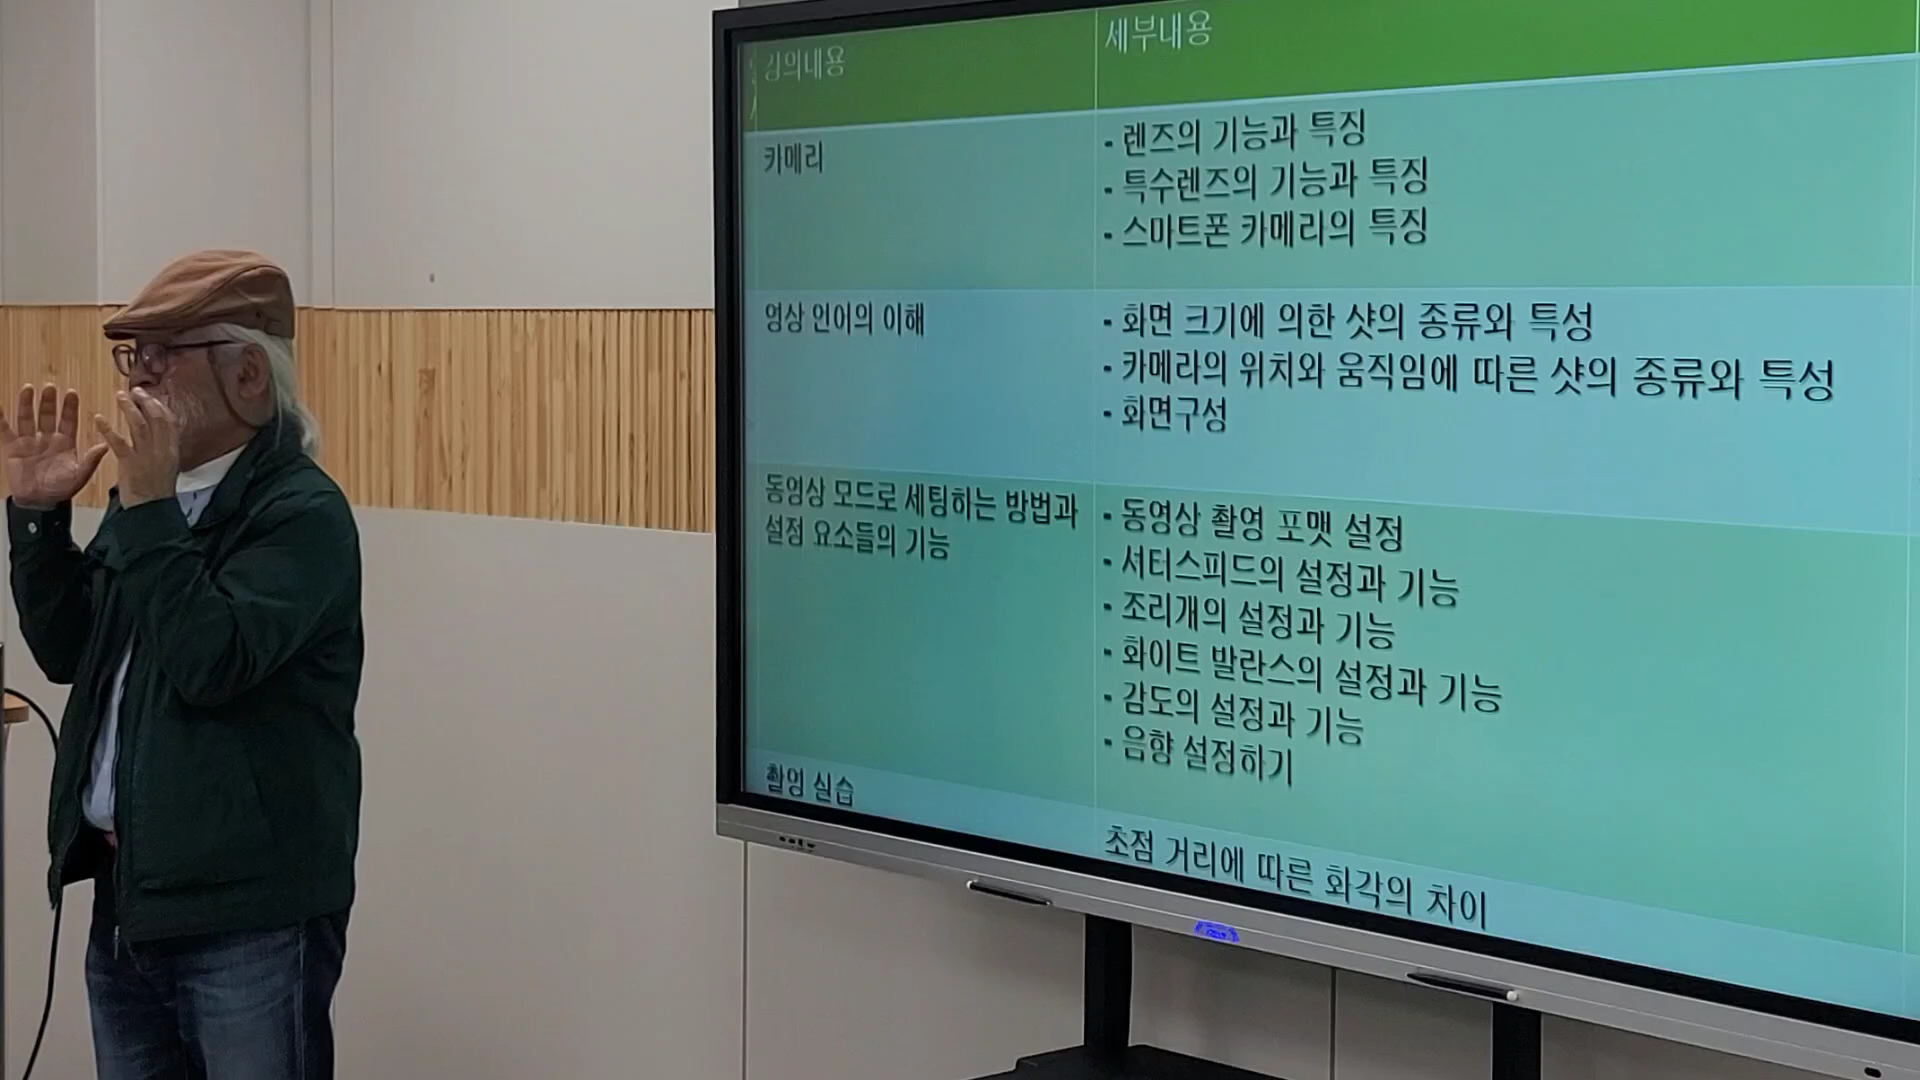 강의내용
세부내용
카메라
- 렌즈의 기능과 특징
- 특수렌즈의 기능과 특징
- 스마트폰 카메라의 특징
영상 언어의 이해
- 화면 크기에 의한 샷의 종류와 특성
- 카메라의 위치와 움직임에 따른 샷의 종류와 특성
- 화면구성
동영상 모드로 세팅하는 방법과
설정 요소들의 기능
- 동영상 촬영 포맷 설정
- 셔터스피드의 설정과 기능
- 조리개의 설정과 기능
- 화이트 발란스의 설정과 기능
- 감도의 설정과 기능
- 음향 설정하기
촬영 실습
초점 거리에 따른 화각의 차이